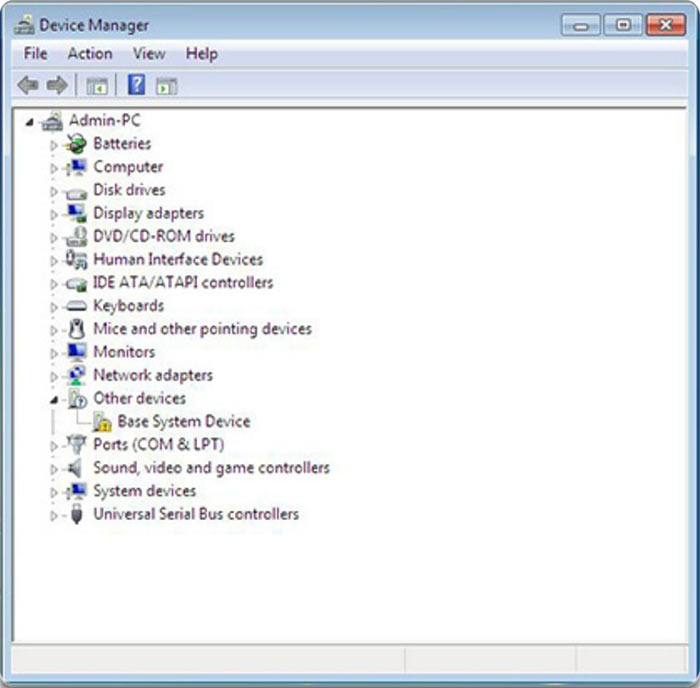 Device Manager
File Action View Help
?
Admin-PC
Batteries
Computer
Disk drives
Display adapters
DVD/CD-ROM drives
Human Interface Devices
IDE ATA/ATAPI controllers
Keyboards
Mice and other pointing devices
Monitors
Network adapters
Other devices
Base System Device
Ports (COM & LPT)
Sound, video and game controllers
System devices
Universal Serial Bus controllers